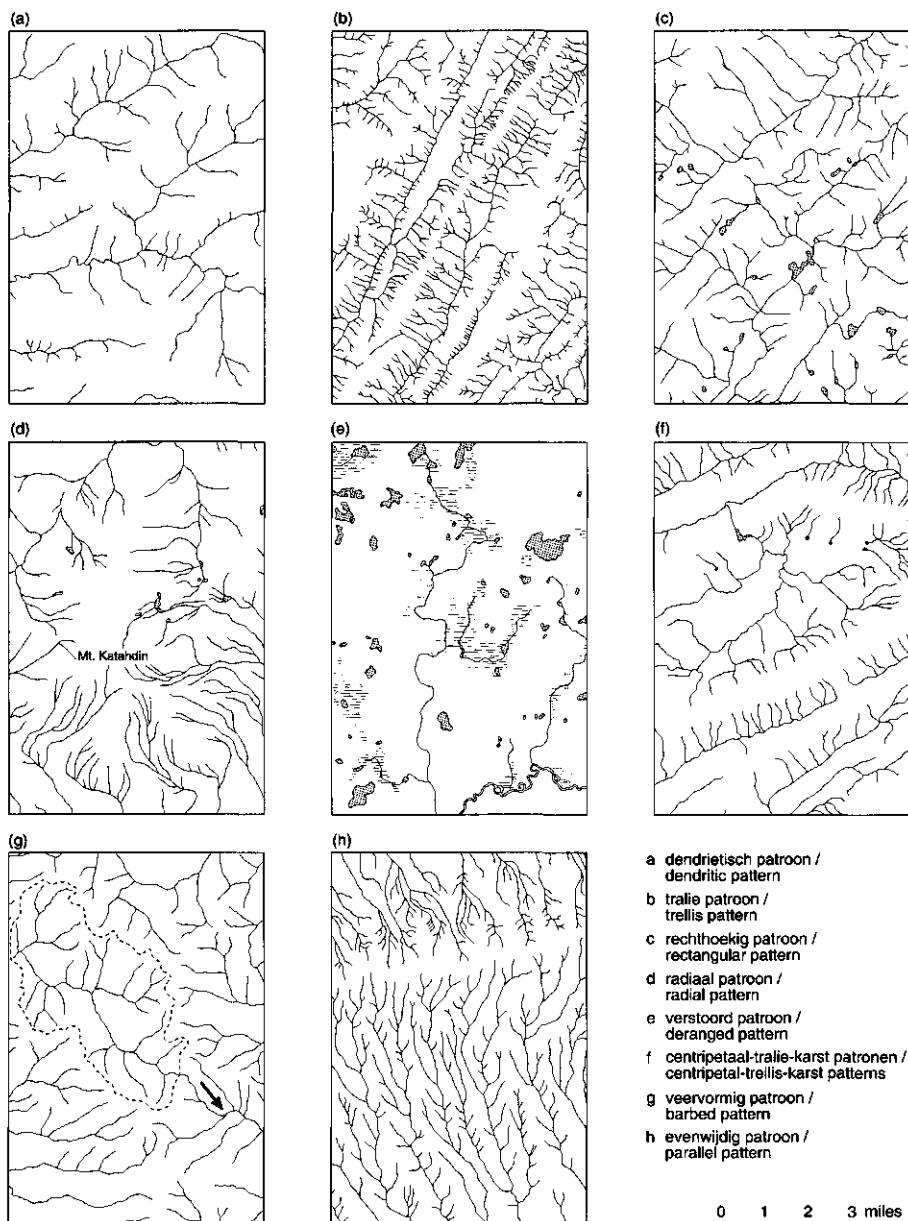 (a)
(b)
(c)
(d)
(e)
(f)
Mt. Katahdin
(g)
(h)
a dendrietisch patroon /
dendritic pattern
b tralie patroon /
trellis pattern
c rechthoekig patroon /
rectangular pattern
d radiaal patroon /
radial pattern
e verstoord patroon /
deranged pattern
f centripetaal-tralie-karst patronen /
centripetal-trellis-karst patterns
g veervormig patroon /
barbed pattern
h evenwijdig patroon /
parallel pattern
0 1 2 3 miles